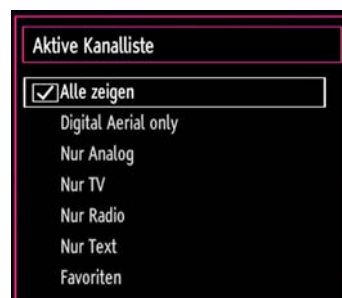 Aktive Kanalliste
Alle zeigen
Digital Aerial only
Nur Analog
Nur TV
Nur Radio
Nur Text
Favoriten